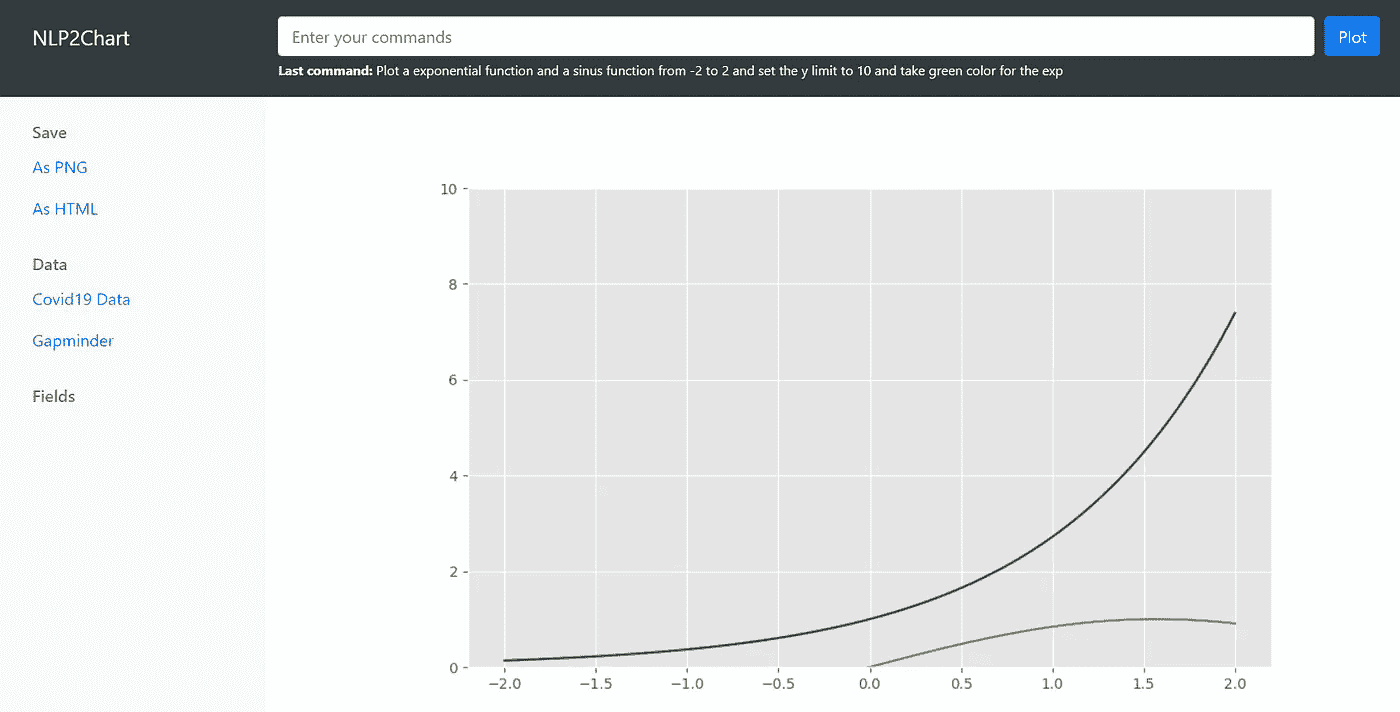 NLP2Chart
Enter your commands
Plot
Last command: Plot a exponential function and a sinus function from -2 to 2 and set the y limit to 10 and take green color for the exp
Save
As PNG
As HTML
Data
Covid19 Data
Gapminder
Fields
10
8
6
4
2
0
−2.0 −1.5 −1.0 −0.5 0.0 0.5 1.0 1.5 2.0